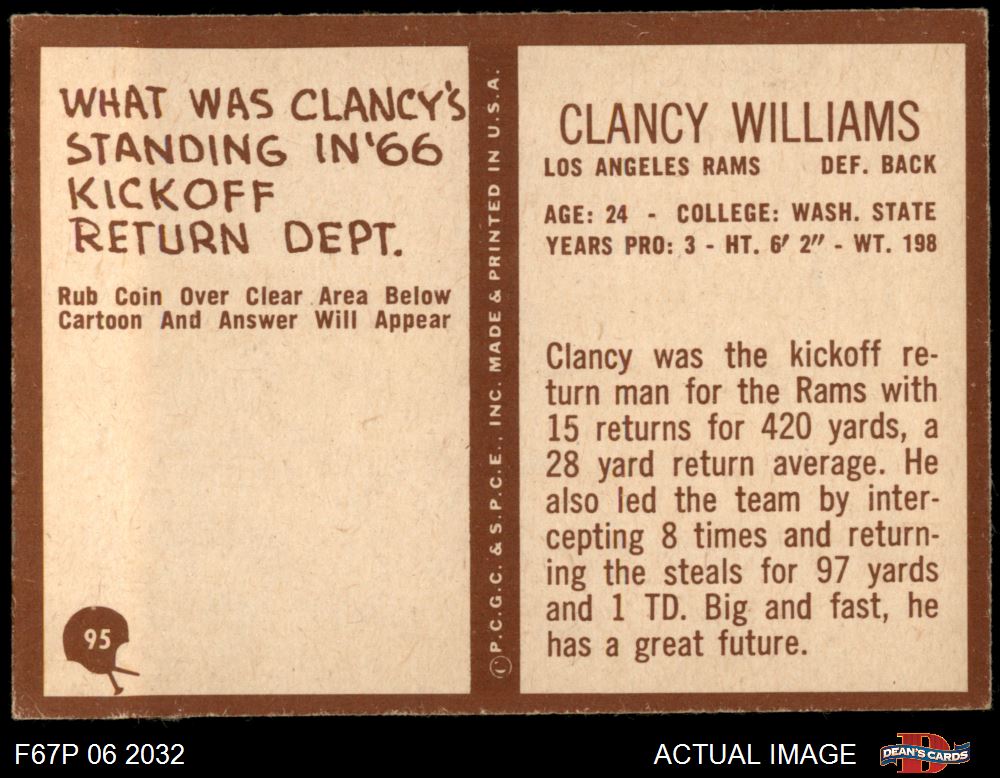 WHAT WAS CLANCY'S
STANDING IN '66
KICKOFF
RETURN DEPT.
Rub Coin Over Clear Area Below
Cartoon And Answer Will Appear
95
© P.C.G.C. & S.P.C.E., INC. MADE & PRINTED IN U.S.A.
CLANCY WILLIAMS
LOS ANGELES RAMS DEF. BACK
AGE: 24 - COLLEGE: WASH. STATE
YEARS PRO: 3 - HT. 6' 2" - WT. 198
Clancy was the kickoff re-
turn man for the Rams with
15 returns for 420 yards, a
28 yard return average. He
also led the team by inter-
cepting 8 times and return-
ing the steals for 97 yards
and 1 TD. Big and fast, he
has a great future.
F67P 06 2032
ACTUAL IMAGE
DEAN'S CARDS